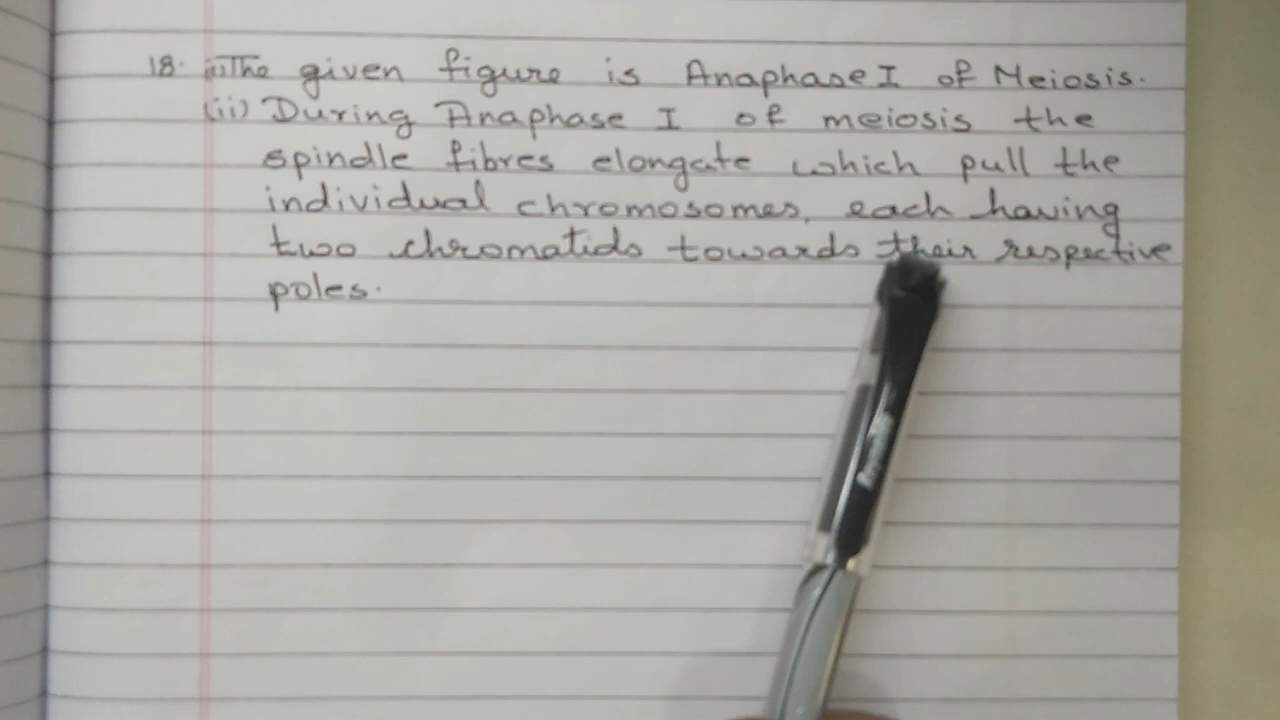 18. (i) The given figure is Anaphase I of Meiosis.
(ii) During Anaphase I of meiosis the
spindle fibres elongate which pull the
individual chromosomes, each having
two chromatids towards their respective
poles.